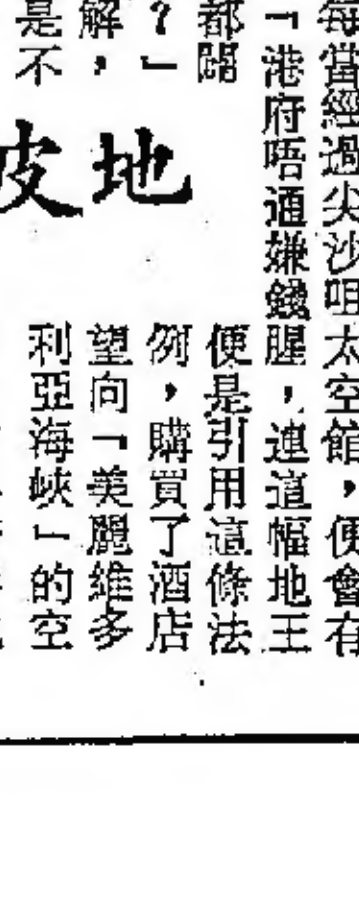 每當經過尖沙咀太空館，便會有
「港府唔通嫌錢腥，連這幅地王
都閒
便是引用這條法
？」
例，購買了酒店
解，
望向「美麗維多
是不
利亞海峽」的空
地皮